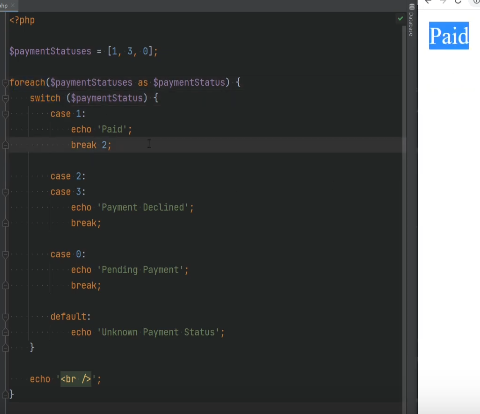 php
<?php
$paymentStatuses = [1, 3, 0];
foreach($paymentStatuses as $paymentStatus) {
switch ($paymentStatus) {
case 1:
echo 'Paid';
break 2;
case 2:
case 3:
echo 'Payment Declined';
break;
case 0:
echo 'Pending Payment';
break;
default:
echo 'Unknown Payment Status';
}
echo '<br />';
}
Database
Paid